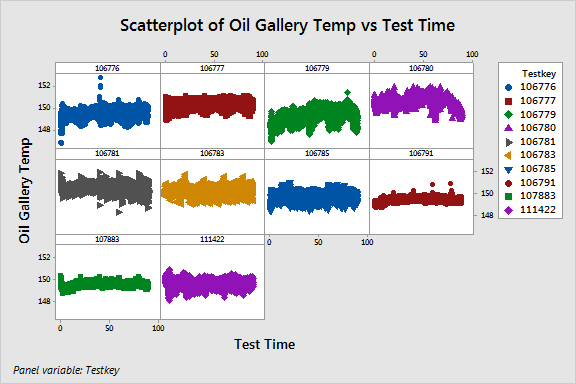 Scatterplot of Oil Gallery Temp vs Test Time
0 50 100 0 50 100
106776 106777 106779 106780
152
150
148
106781 106783 106785 106791
152
150
148
0 50 100
107883 111422
152
150
148
0 50 100
Oil Gallery Temp
Test Time
Testkey
106776
106777
106779
106780
106781
106783
106785
106791
107883
111422
Panel variable: Testkey